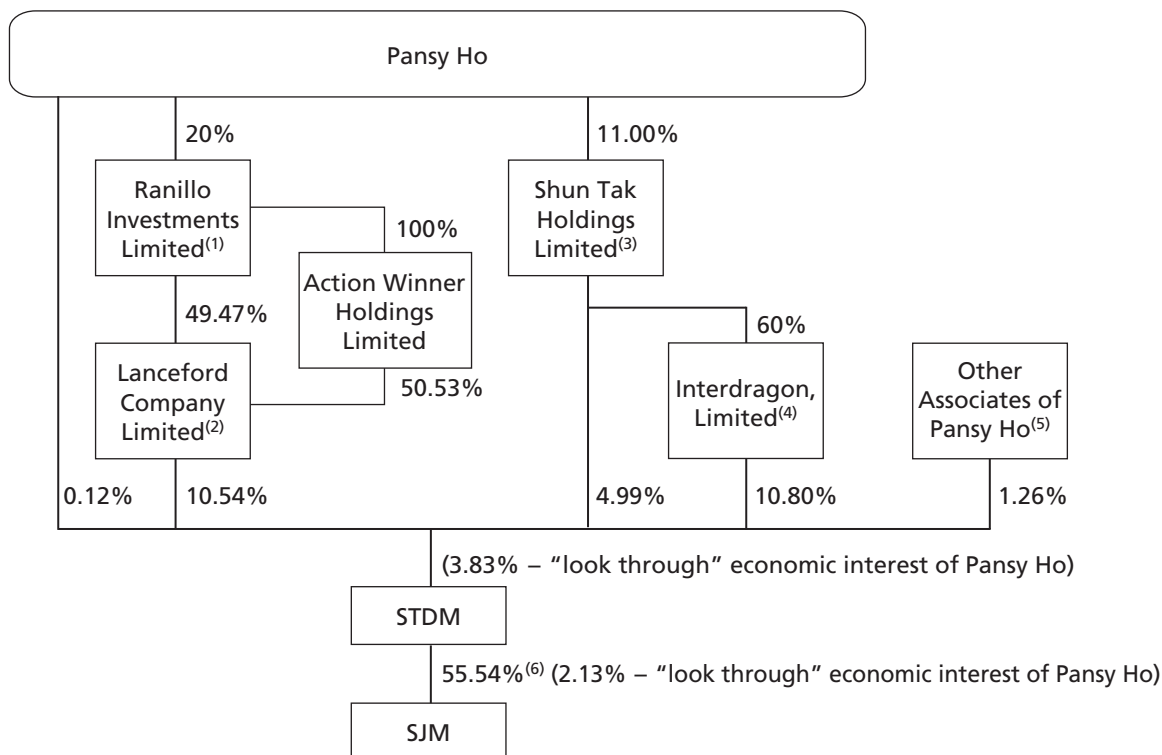 Pansy Ho
20%
11.00%
Ranillo
Investments
Limited(1)
Shun Tak
Holdings
Limited(3)
100%
Action Winner
Holdings
Limited
49.47%
60%
Lanceford
Company
Limited(2)
50.53%
Interdragon,
Limited(4)
Other
Associates of
Pansy Ho(5)
0.12%
10.54%
4.99%
10.80%
1.26%
(3.83% – “look through” economic interest of Pansy Ho)
STDM
55.54%(6) (2.13% – “look through” economic interest of Pansy Ho)
SJM